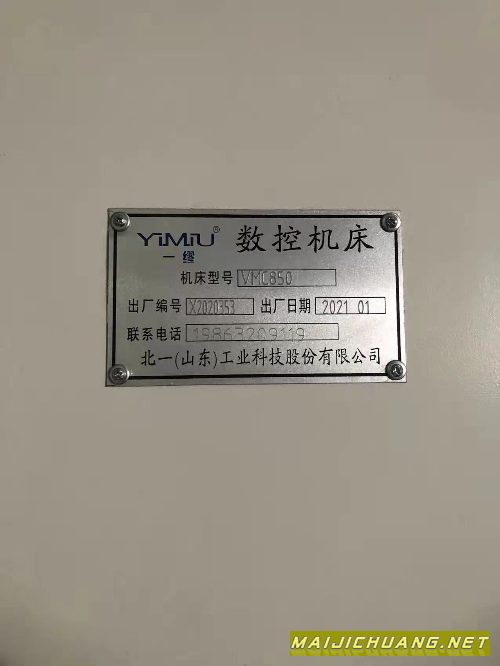 YiMiU® 数控机床
一缪
机床型号 VMC850
出厂编号 X2020353 出厂日期 2021 01
联系电话 19863209119
北一(山东)工业科技股份有限公司
MAIJICHUANG.NET